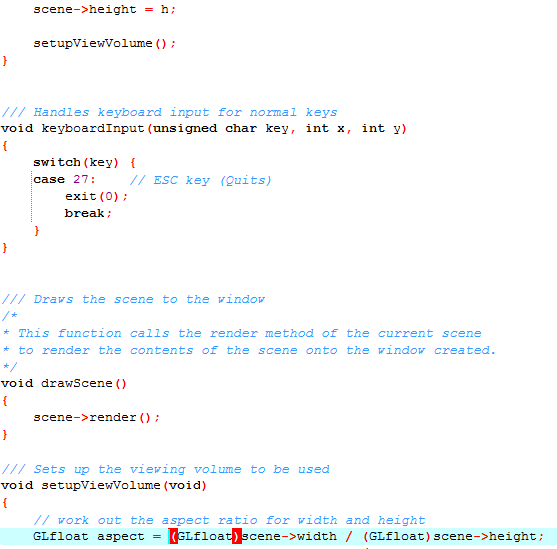 scene->height = h;
setupViewVolume();
}
/// Handles keyboard input for normal keys
void keyboardInput(unsigned char key, int x, int y)
{
switch(key) {
case 27:    // ESC key (Quits)
exit(0);
break;
}
}
/// Draws the scene to the window
/*
* This function calls the render method of the current scene
* to render the contents of the scene onto the window created.
*/
void drawScene()
{
scene->render();
}
/// Sets up the viewing volume to be used
void setupViewVolume(void)
{
// work out the aspect ratio for width and height
GLfloat aspect = (GLfloat)scene->width / (GLfloat)scene->height;